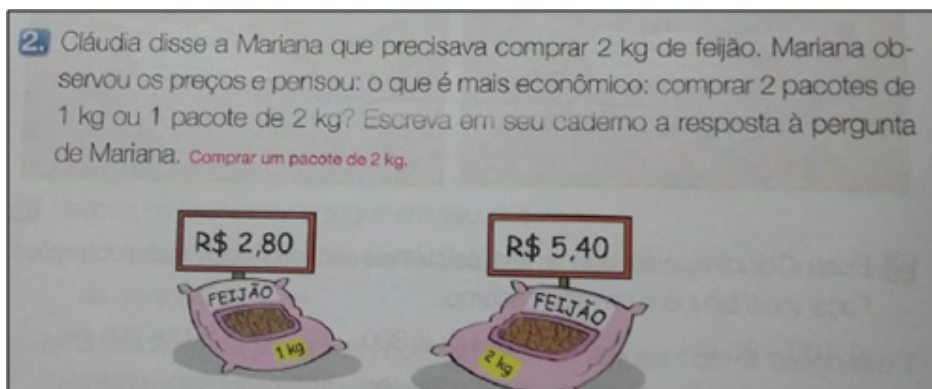 2. Cláudia disse a Mariana que precisava comprar 2 kg de feijão. Mariana ob-
servou os preços e pensou: o que é mais econômico: comprar 2 pacotes de
1 kg ou 1 pacote de 2 kg? Escreva em seu caderno a resposta à pergunta
de Mariana. Comprar um pacote de 2 kg.
R$ 2,80
R$ 5,40
FEIJÃO
FEIJÃO
1 kg
2 kg